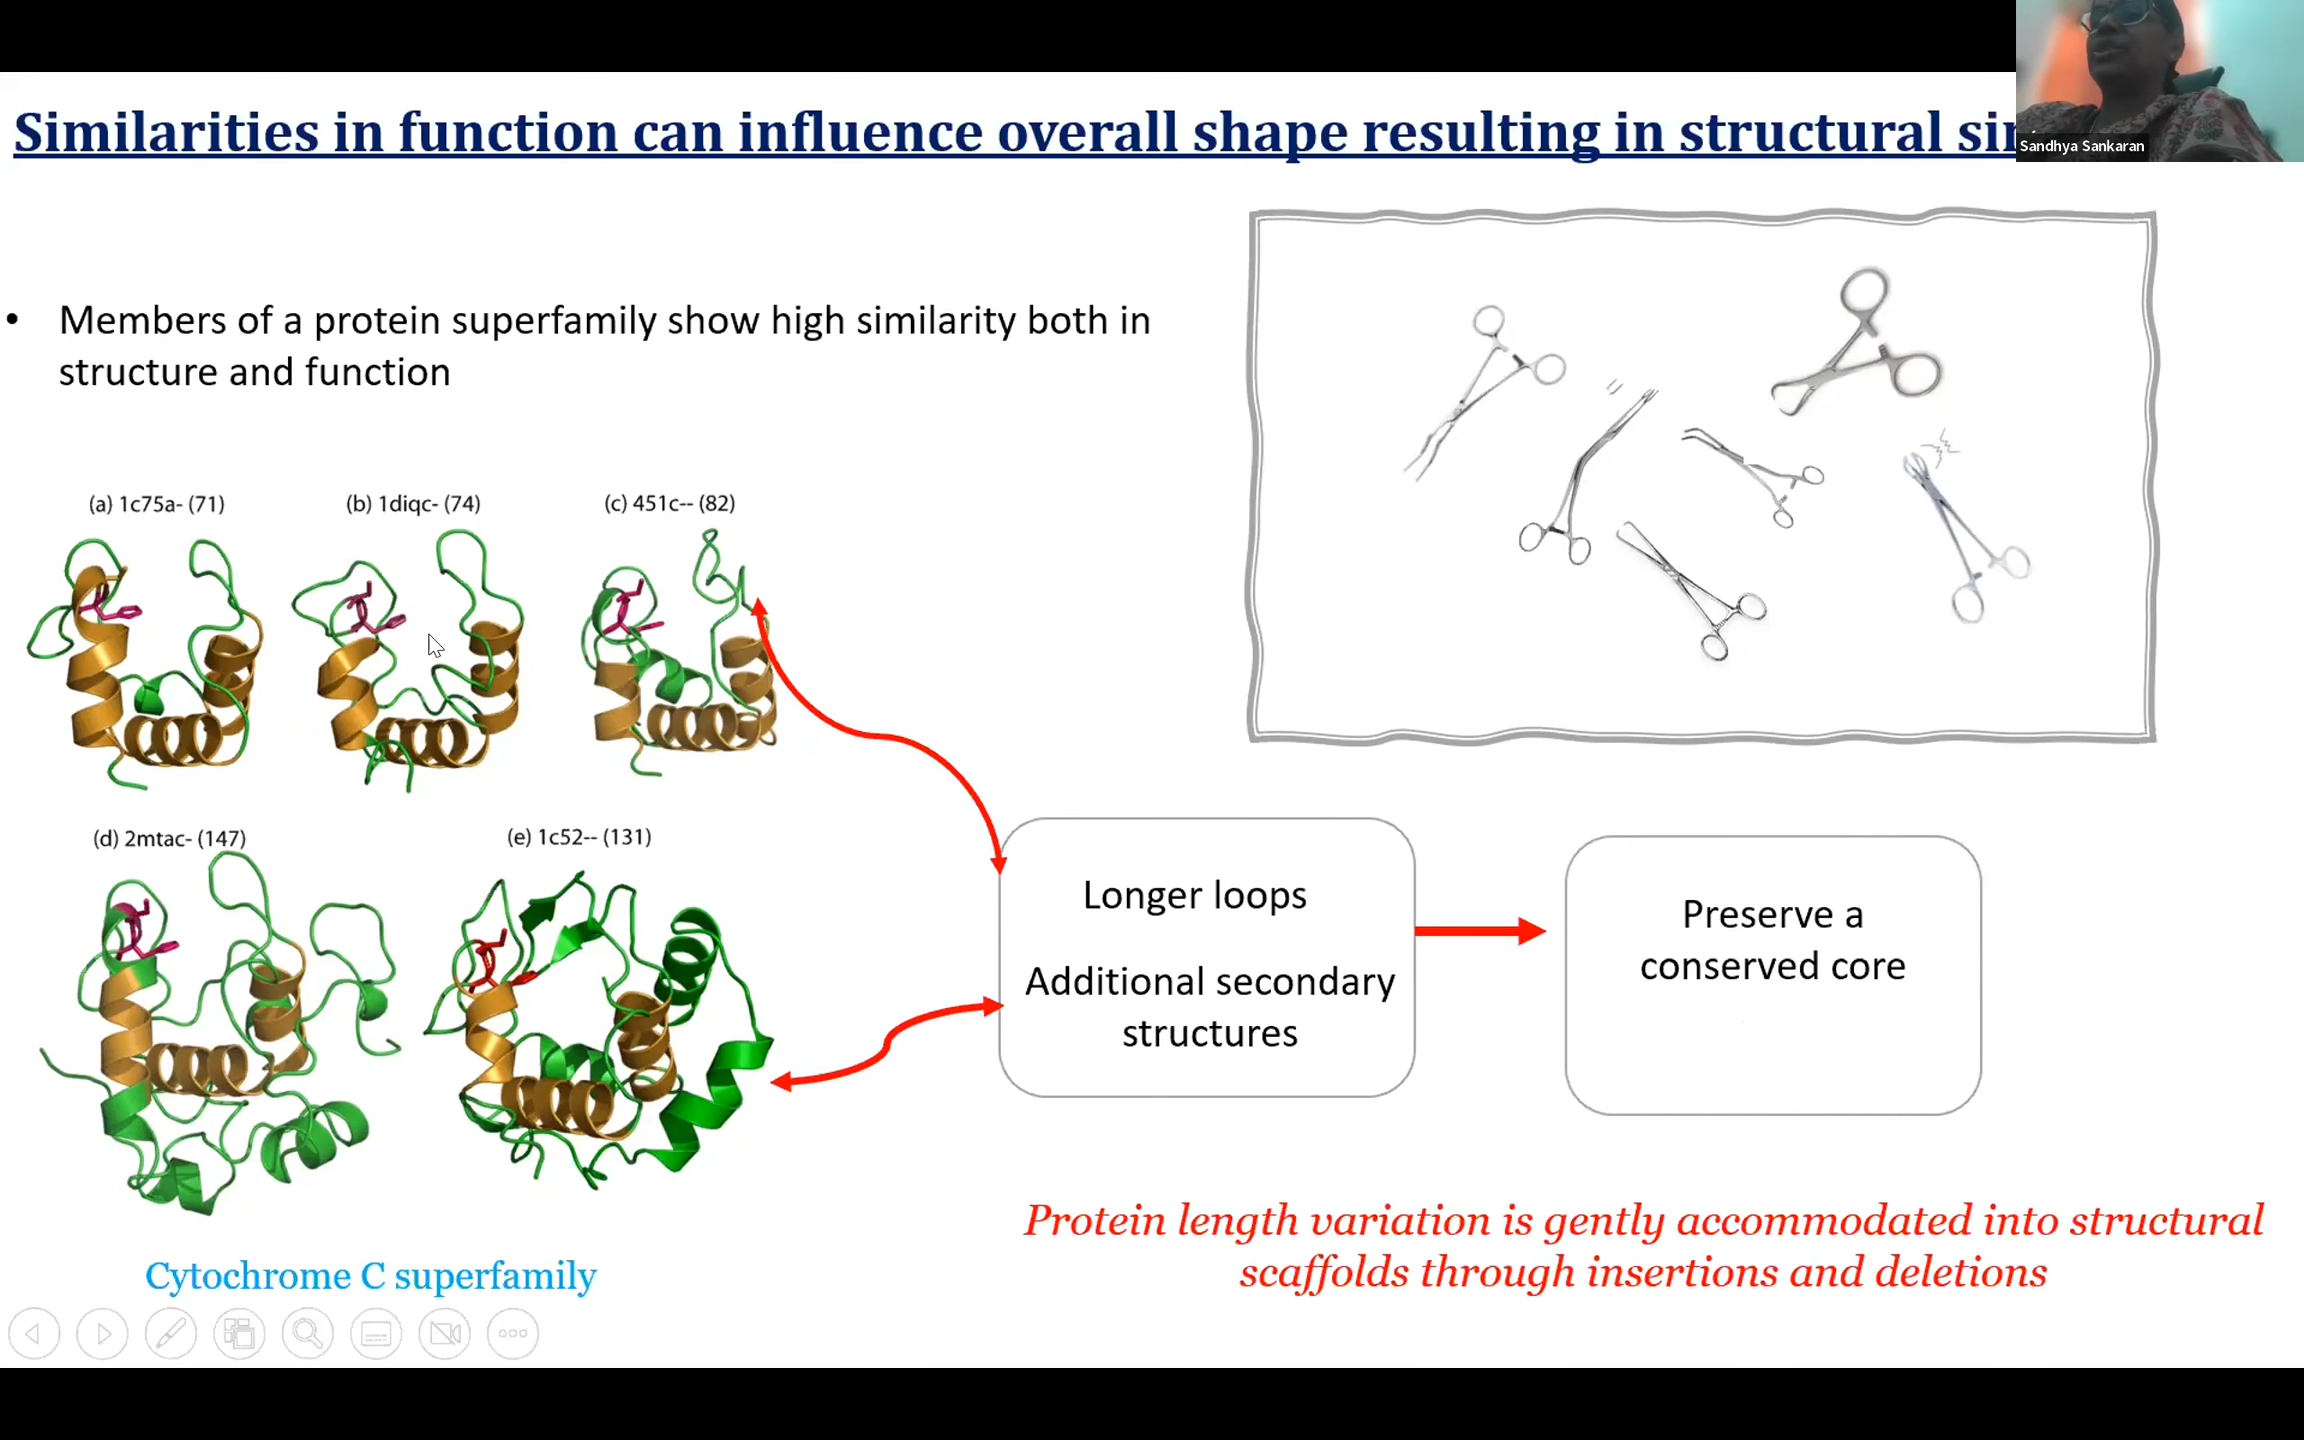 Similarities in function can influence overall shape resulting in structural
Sandhya Sankaran
• Members of a protein superfamily show high similarity both in
structure and function
(a) 1c75a- (71)
(b) 1diqc- (74)
(c) 451c-- (82)
(d) 2mtac- (147)
(e) 1c52-- (131)
Longer loops
Additional secondary
structures
Preserve a
conserved core
Protein length variation is gently accommodated into structural
scaffolds through insertions and deletions
Cytochrome C superfamily